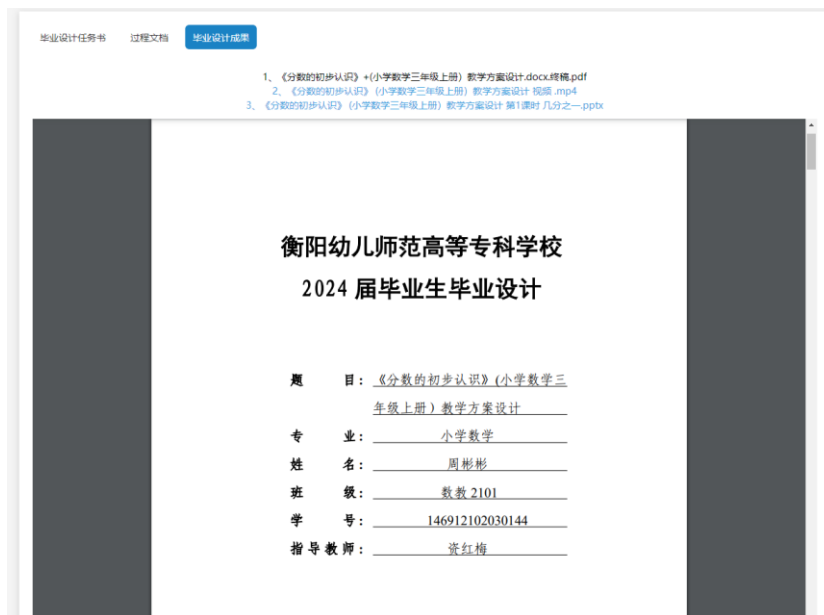 毕业设计任务书 过程文档 毕业设计成果
1、《分数的初步认识》+(小学数学三年级上册）教学方案设计.docx.终稿.pdf
2、《分数的初步认识》 (小学数学三年级上册）教学方案设计 视频 .mp4
3、《分数的初步认识》 (小学数学三年级上册）教学方案设计 第1课时 几分之一.pptx
衡阳幼儿师范高等专科学校
2024 届毕业生毕业设计
题 目：《分数的初步认识》(小学数学三
年级上册）教学方案设计
专 业： 小学数学
姓 名： 周彬彬
班 级： 数教 2101
学 号： 146912102030144
指导教师： 资红梅